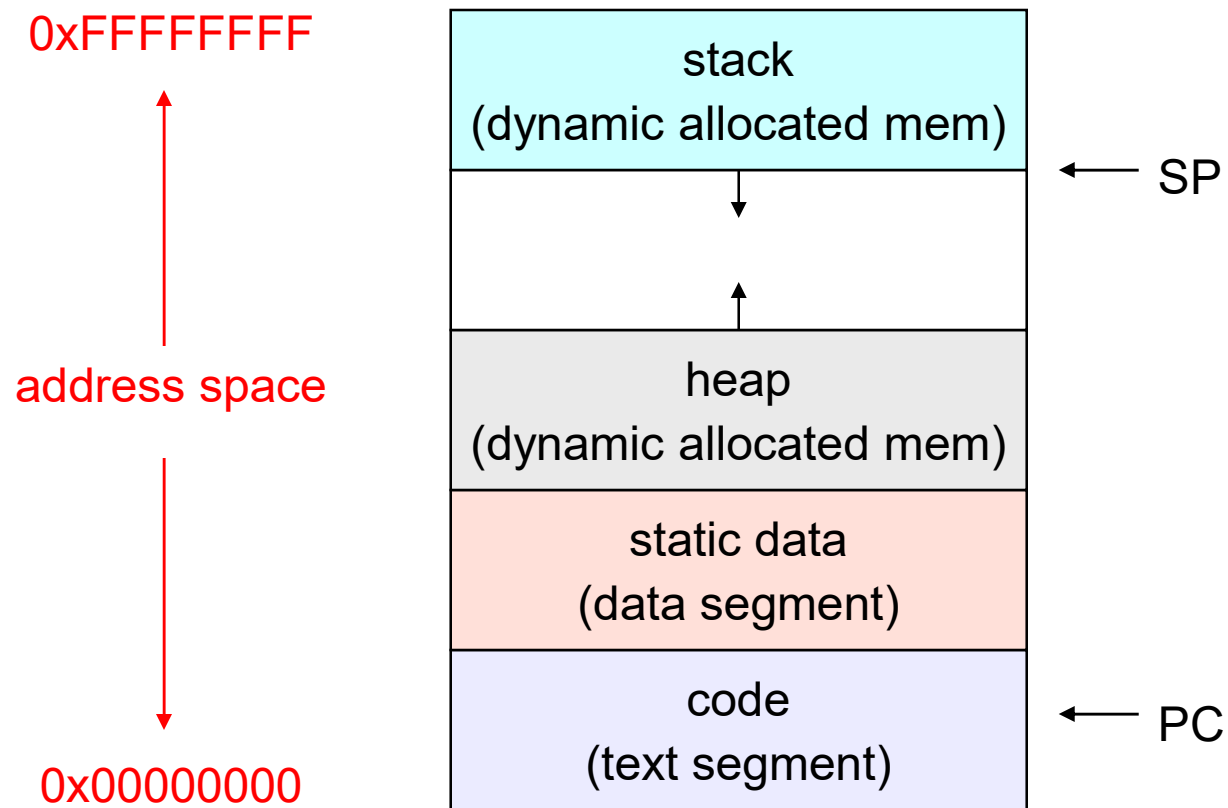 0xFFFFFFFF
stack
(dynamic allocated mem)
SP
address space
heap
(dynamic allocated mem)
static data
(data segment)
code
(text segment)
PC
0x00000000